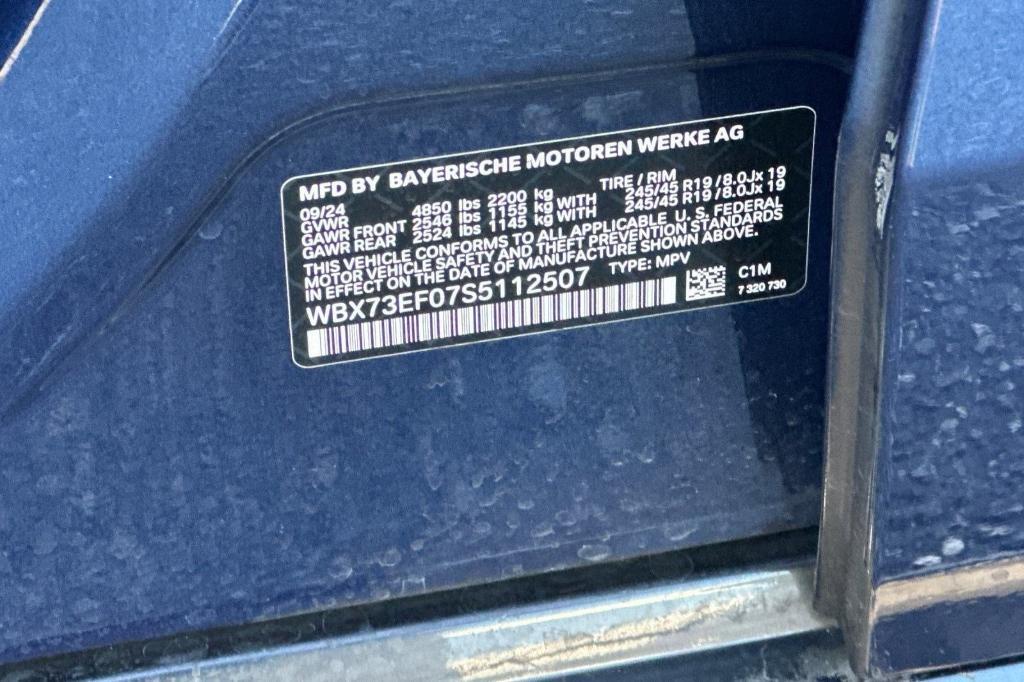 MFD BY BAYERISCHE MOTOREN WERKE AG
09/24 TIRE / RIM
GVWR 4850 lbs 2200 kg
GAWR FRONT 2546 lbs 1155 kg WITH 245/45 R19 /8.0Jx 19
GAWR REAR 2524 lbs 1145 kg WITH 245/45 R19 /8.0Jx 19
THIS VEHICLE CONFORMS TO ALL APPLICABLE U. S. FEDERAL
MOTOR VEHICLE SAFETY AND THEFT PREVENTION STANDARDS
IN EFFECT ON THE DATE OF MANUFACTURE SHOWN ABOVE.
WBX73EF07S5112507 TYPE: MPV
C1M
7 320 730